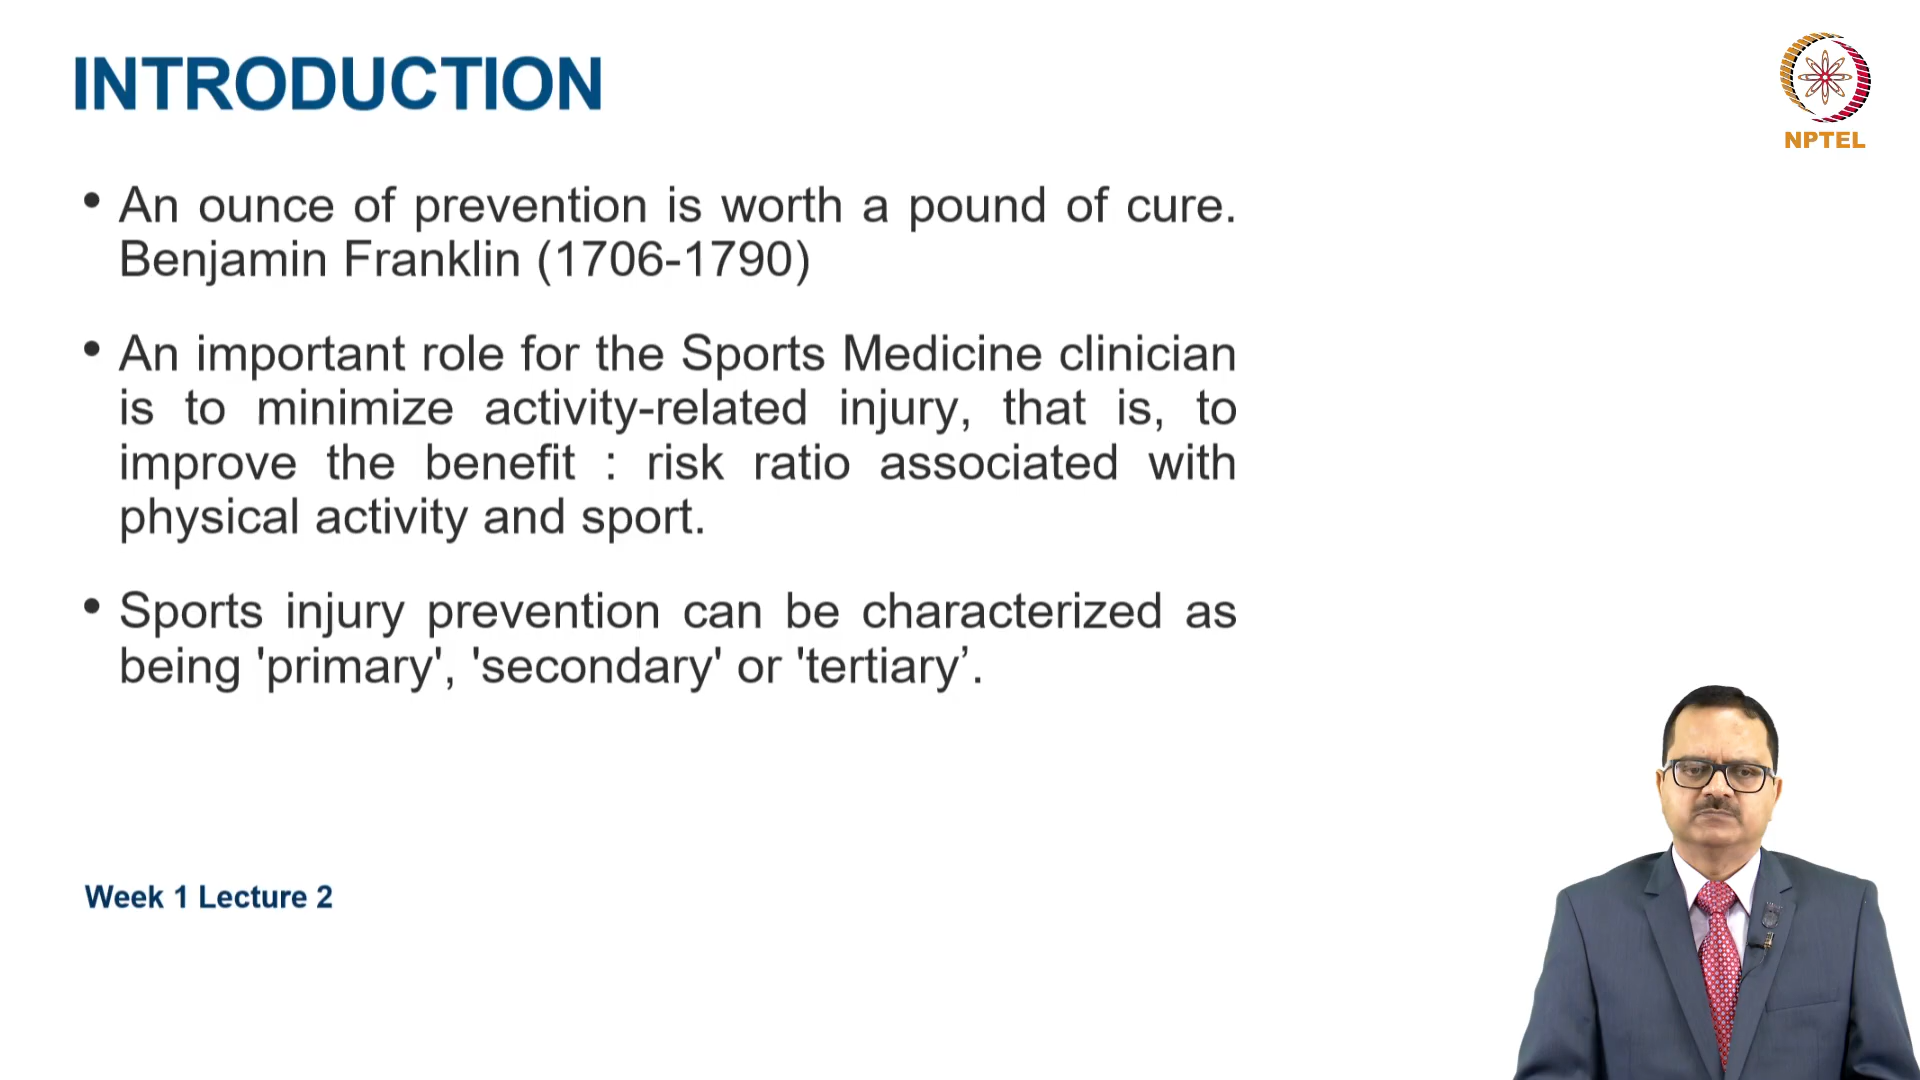 INTRODUCTION
NPTEL
• An ounce of prevention is worth a pound of cure.
Benjamin Franklin (1706-1790)
• An important role for the Sports Medicine clinician
is to minimize activity-related injury, that is, to
improve the benefit : risk ratio associated with
physical activity and sport.
• Sports injury prevention can be characterized as
being 'primary', 'secondary' or 'tertiary’.
Week 1 Lecture 2